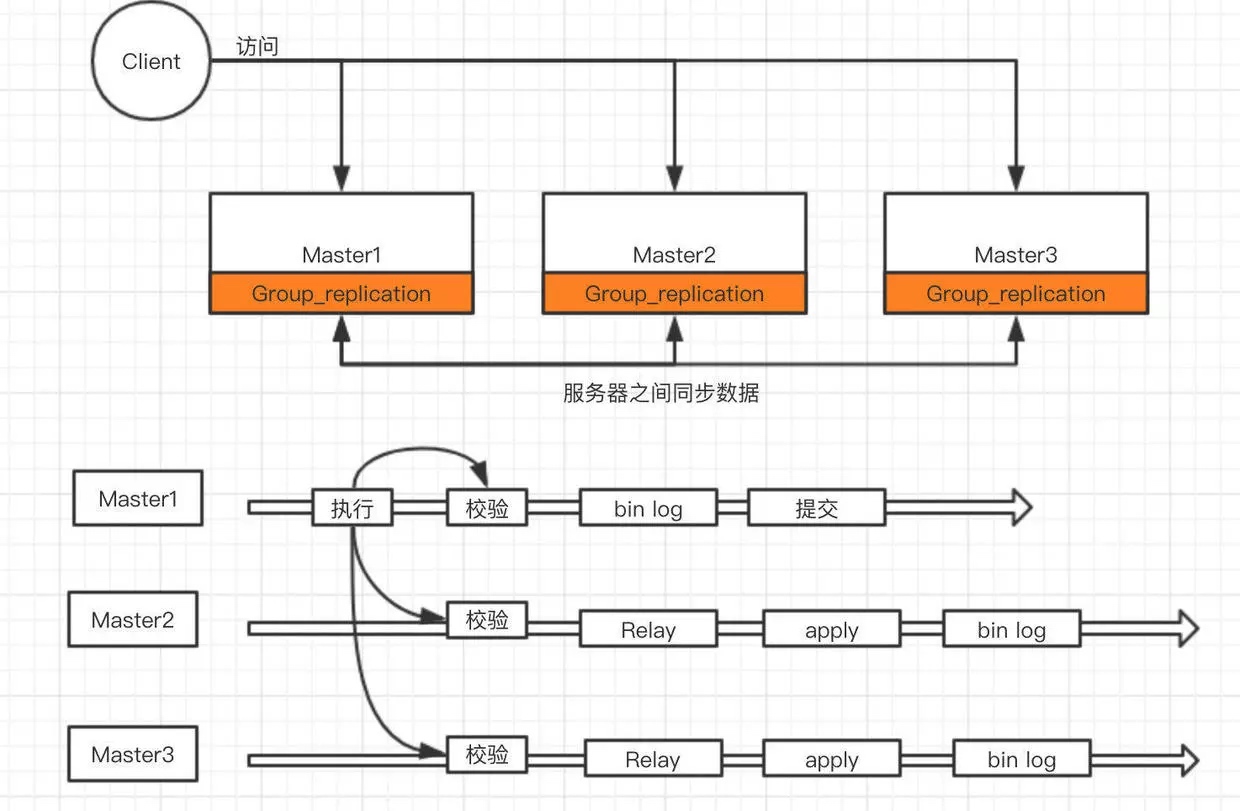 Client
访问
Master1
Master2
Master3
Group_replication
Group_replication
Group_replication
服务器之间同步数据
Master1
执行
校验
bin log
提交
Master2
校验
Relay
apply
bin log
Master3
校验
Relay
apply
bin log